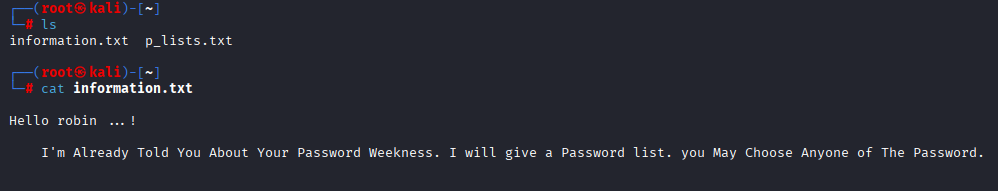 ┌──(root㉿kali)-[~]
└─# ls
information.txt  p_lists.txt
┌──(root㉿kali)-[~]
└─# cat information.txt
Hello robin ...!
I'm Already Told You About Your Password Weekness. I will give a Password list. you May Choose Anyone of The Password.